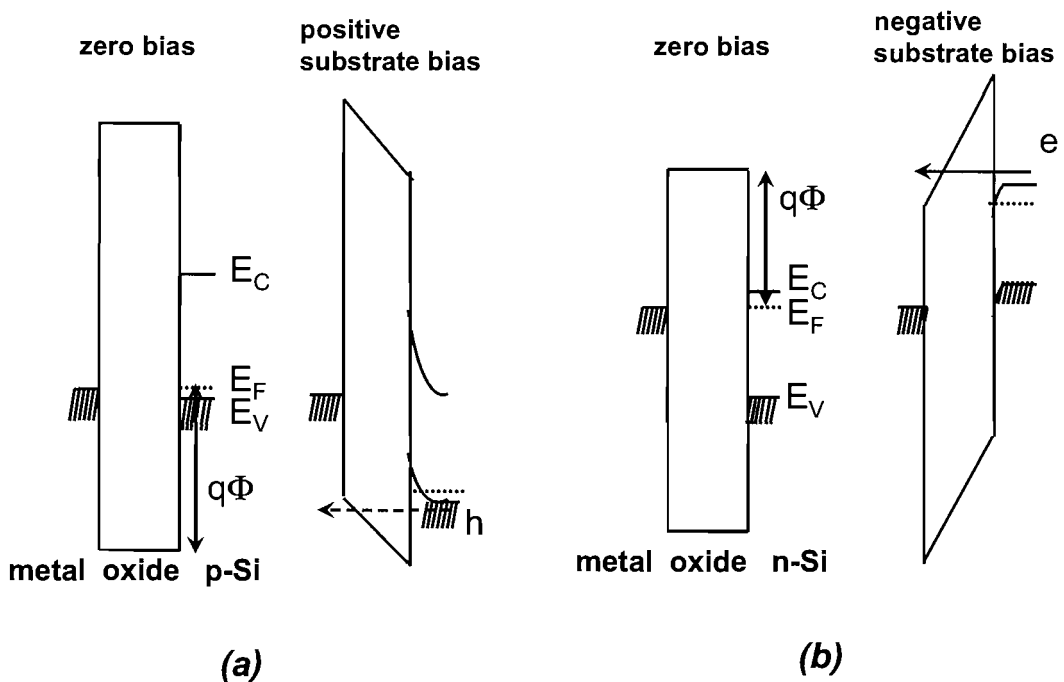 zero bias
positive
substrate bias
E_C
E_F
E_V
qΦ
h
metal oxide p-Si
(a)
zero bias
negative
substrate bias
e
qΦ
E_C
E_F
E_V
metal oxide n-Si
(b)